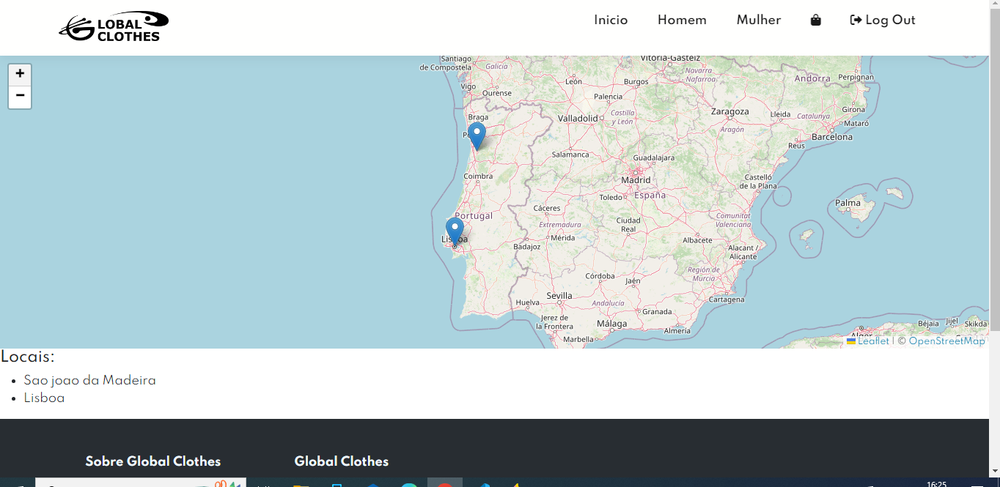 LOBAL
CLOTHES
Inicio
Homem
Mulher
Log Out
+
−
Santiago
de Compostela
Galicia
Vitoria-Gasteiz
León
Burgos
Navarra -
Nafarroa
Andorra
Perpignan
Vigo
Ourense
Palencia
Braga
Valladolid
Castilla
y León
Zaragoza
Lleida
Catalunya
Girona
Mataró
Aragón
Barcelona
Reus
Salamanca
Guadalajara
Coimbra
Madrid
Castelló
de la Plana
Toledo
España
Palma
Cáceres
Portugal
Extremadura
Ciudad
Real
Comunitat
Valenciana
Lisboa
Mérida
Badajoz
Albacete
Alacant /
Alicante
Córdoba
Jaén
Región de
Murcia
Sevilla
Huelva
Andalucía
Cartagena
Granada
Jerez de
la Frontera
Málaga
Almería
Marbella
Alger
Béjaïa
Jijel
Skikda
Leaflet | © OpenStreetMap
Locais:
• Sao joao da Madeira
• Lisboa
Sobre Global Clothes
Global Clothes
16:25